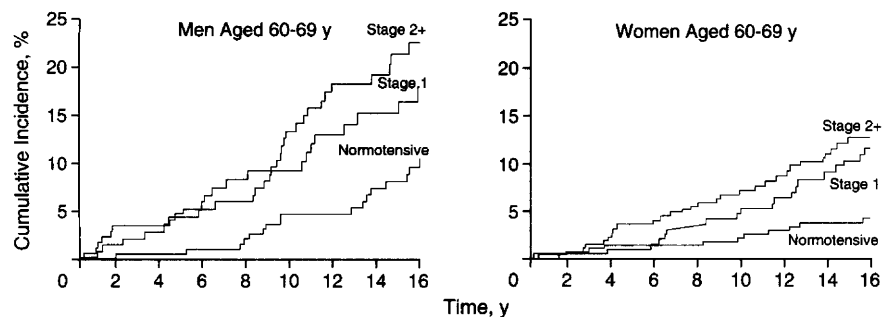 Men Aged 60-69 y
Cumulative Incidence, %
25
20
15
10
5
0
Stage 2+
Stage 1
Normotensive
0 2 4 6 8 10 12 14 16
Women Aged 60-69 y
25
20
15
10
5
Stage 2+
Stage 1
Normotensive
0 2 4 6 8 10 12 14 16
Time, y